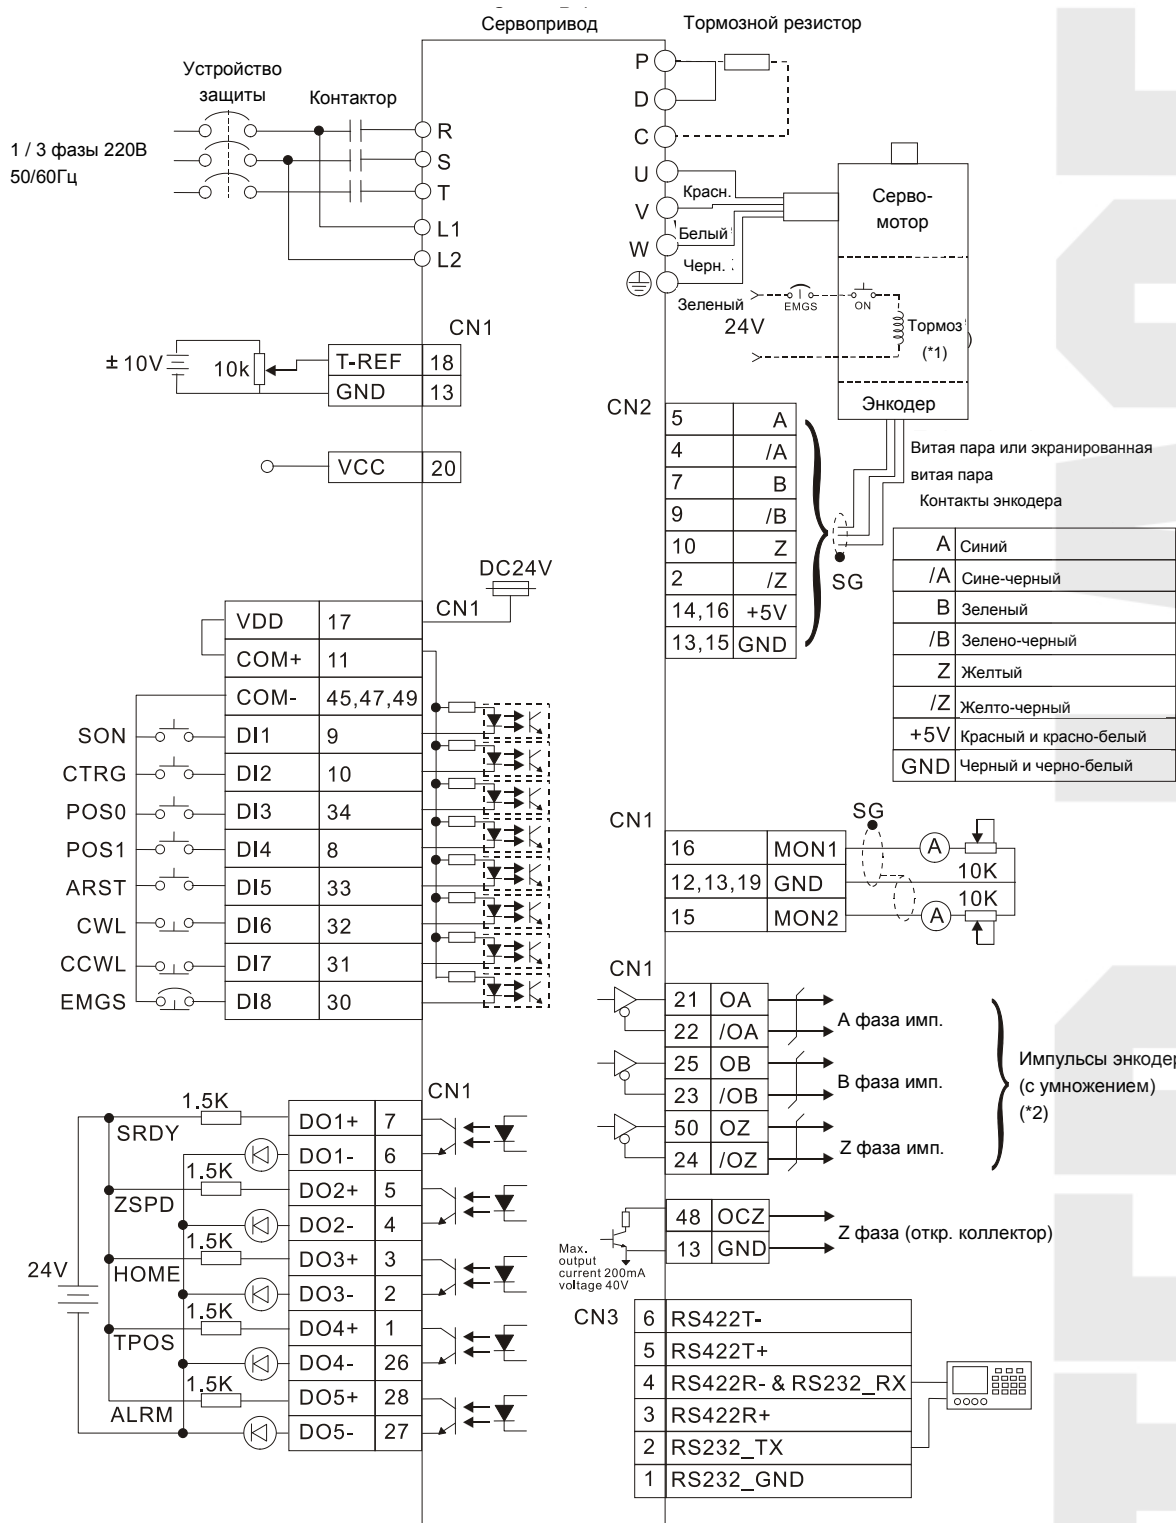 Сервопривод
Тормозной резистор
Устройство
защиты
Контактор
1 / 3 фазы 220В
50/60Гц
R
S
T
L1
L2
P
D
C
U
V
W
Красн.
Белый
Черн.
Зеленый
24V
EMGS
ON
Серво-
мотор
Тормоз
(*1)
Энкодер
CN1
± 10V
10k
T-REF 18
GND 13
VCC 20
CN2
5 A
4 /A
7 B
9 /B
10 Z
2 /Z
14,16 +5V
13,15 GND
SG
Витая пара или экранированная
витая пара
Контакты энкодера
A Синий
/A Сине-черный
B Зеленый
/B Зелено-черный
Z Желтый
/Z Желто-черный
+5V Красный и красно-белый
GND Черный и черно-белый
DC24V
CN1
VDD 17
COM+ 11
COM- 45,47,49
SON DI1 9
CTRG DI2 10
POS0 DI3 34
POS1 DI4 8
ARST DI5 33
CWL DI6 32
CCWL DI7 31
EMGS DI8 30
CN1
SG
16 MON1
12,13,19 GND
15 MON2
A
10K
10K
A
CN1
21 OA
22 /OA
А фаза имп.
25 OB
23 /OB
В фаза имп.
50 OZ
24 /OZ
Z фаза имп.
(с умножением)
Импульсы
(*2)
48 OCZ
13 GND
Z фаза (откр. коллектор)
Max.
output
current 200mA
voltage 40V
CN1
24V
1.5K
SRDY
DO1+ 7
DO1- 6
1.5K
ZSPD
DO2+ 5
DO2- 4
1.5K
HOME
DO3+ 3
DO3- 2
1.5K
TPOS
DO4+ 1
DO4- 26
1.5K
ALRM
DO5+ 28
DO5- 27
CN3
6 RS422T-
5 RS422T+
4 RS422R- & RS232_RX
3 RS422R+
2 RS232_TX
1 RS232_GND